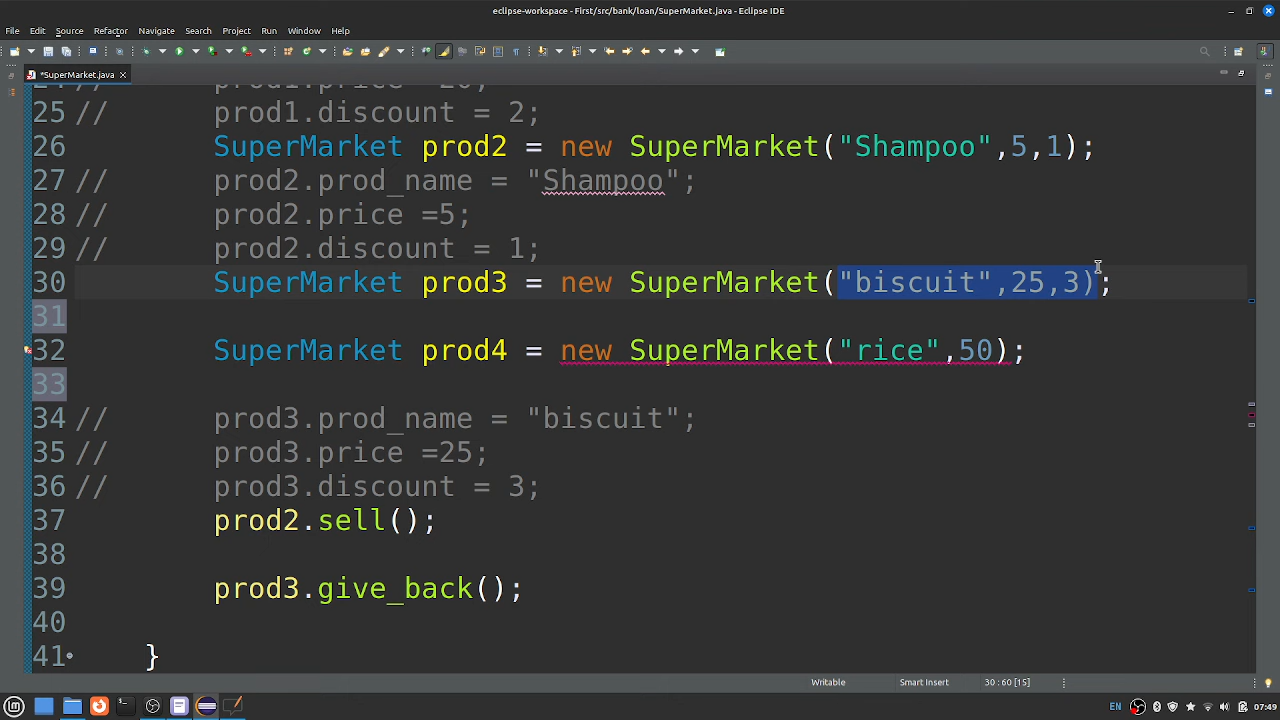 eclipse-workspace - First/src/bank/loan/SuperMarket.java - Eclipse IDE
File Edit Source Refactor Navigate Search Project Run Window Help
*SuperMarket.java
25 // prod1.discount = 2;
26 SuperMarket prod2 = new SuperMarket("Shampoo",5,1);
27 // prod2.prod_name = "Shampoo";
28 // prod2.price =5;
29 // prod2.discount = 1;
30 SuperMarket prod3 = new SuperMarket("biscuit",25,3);
31
32 SuperMarket prod4 = new SuperMarket("rice",50);
33
34 // prod3.prod_name = "biscuit";
35 // prod3.price =25;
36 // prod3.discount = 3;
37 prod2.sell();
38
39 prod3.give_back();
40
41 }
Writable Smart Insert 30 : 60 [15]
EN 07:49